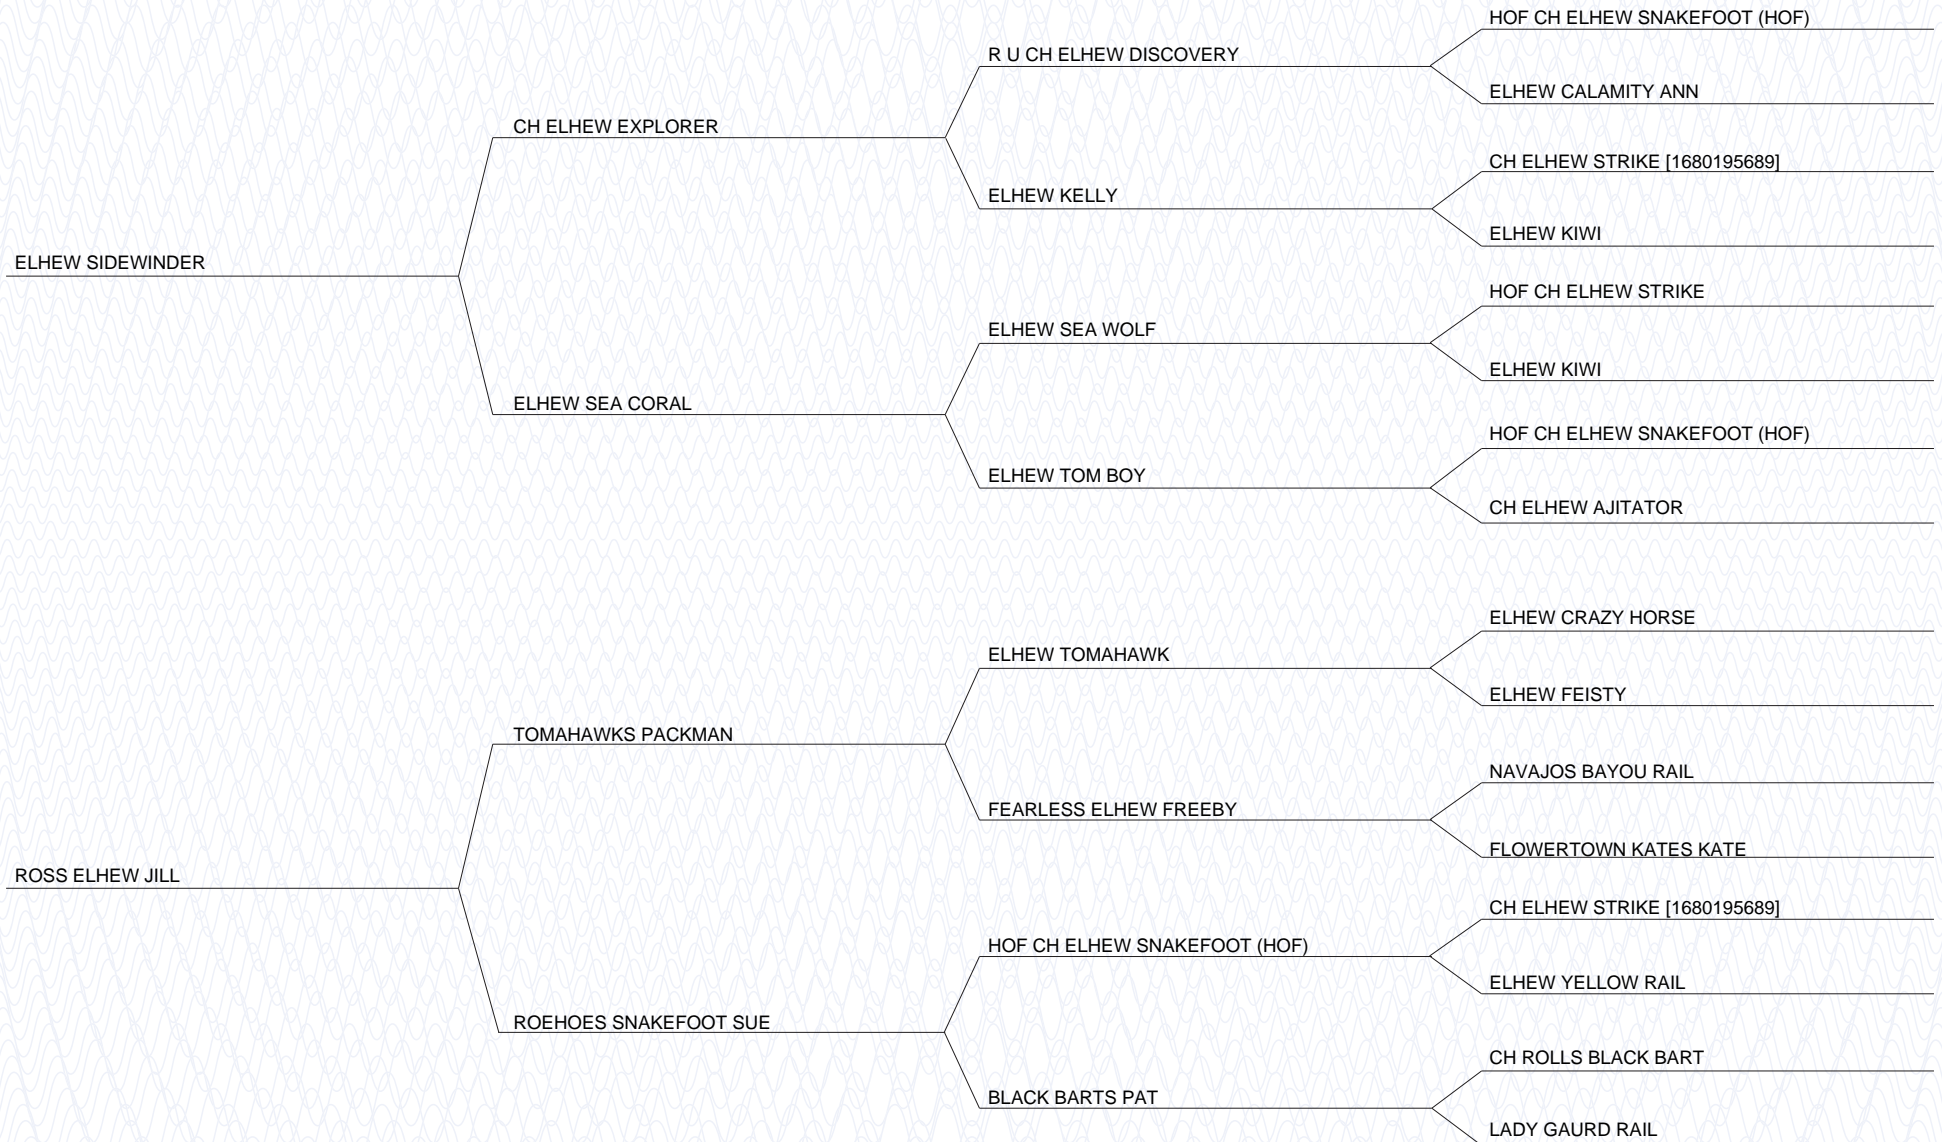 HOF CH ELHEW SNAKEFOOT (HOF)
R U CH ELHEW DISCOVERY
ELHEW CALAMITY ANN
CH ELHEW EXPLORER
CH ELHEW STRIKE [1680195689]
ELHEW KELLY
ELHEW KIWI
ELHEW SIDEWINDER
HOF CH ELHEW STRIKE
ELHEW SEA WOLF
ELHEW KIWI
ELHEW SEA CORAL
HOF CH ELHEW SNAKEFOOT (HOF)
ELHEW TOM BOY
CH ELHEW AJITATOR
ELHEW CRAZY HORSE
ELHEW TOMAHAWK
ELHEW FEISTY
TOMAHAWKS PACKMAN
NAVAJOS BAYOU RAIL
FEARLESS ELHEW FREEBY
FLOWERTOWN KATES KATE
ROSS ELHEW JILL
CH ELHEW STRIKE [1680195689]
HOF CH ELHEW SNAKEFOOT (HOF)
ELHEW YELLOW RAIL
ROEHOES SNAKEFOOT SUE
CH ROLLS BLACK BART
BLACK BARTS PAT
LADY GAURD RAIL